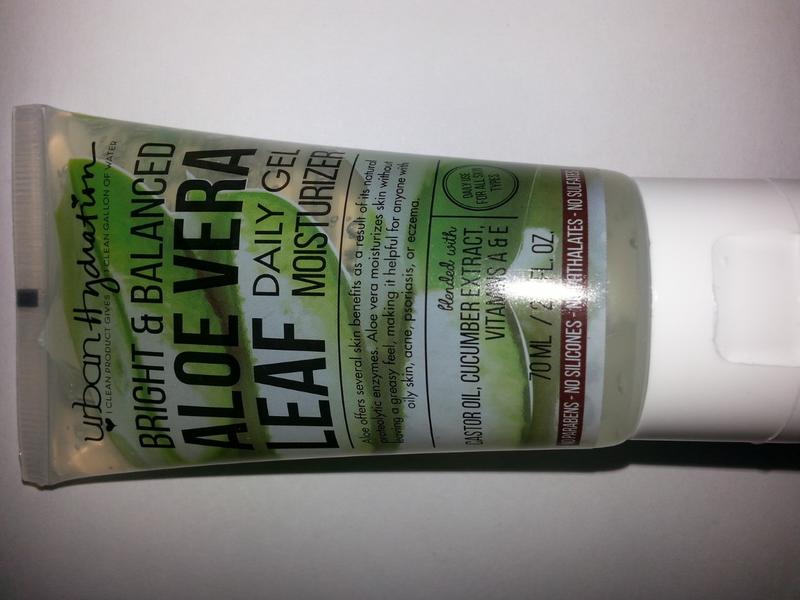 urban Hydration
1 CLEAN PRODUCT GIVES 1 CLEAN GALLON OF WATER
BRIGHT & BALANCED
ALOE VERA
LEAF DAILY GEL
MOISTURIZER
Aloe offers several skin benefits as a result of its natural
proteolytic enzymes. Aloe vera moisturizes skin without
leaving a greasy feel, making it helpful for anyone with
oily skin, acne, psoriasis, or eczema.
blended with
CASTOR OIL, CUCUMBER EXTRACT,
VITAMINS A & E
DAILY USE
FOR ALL SKIN
TYPES
70 ML / FL.OZ.
NO PARABENS - NO SILICONES - NO PHTHALATES - NO SULFATES